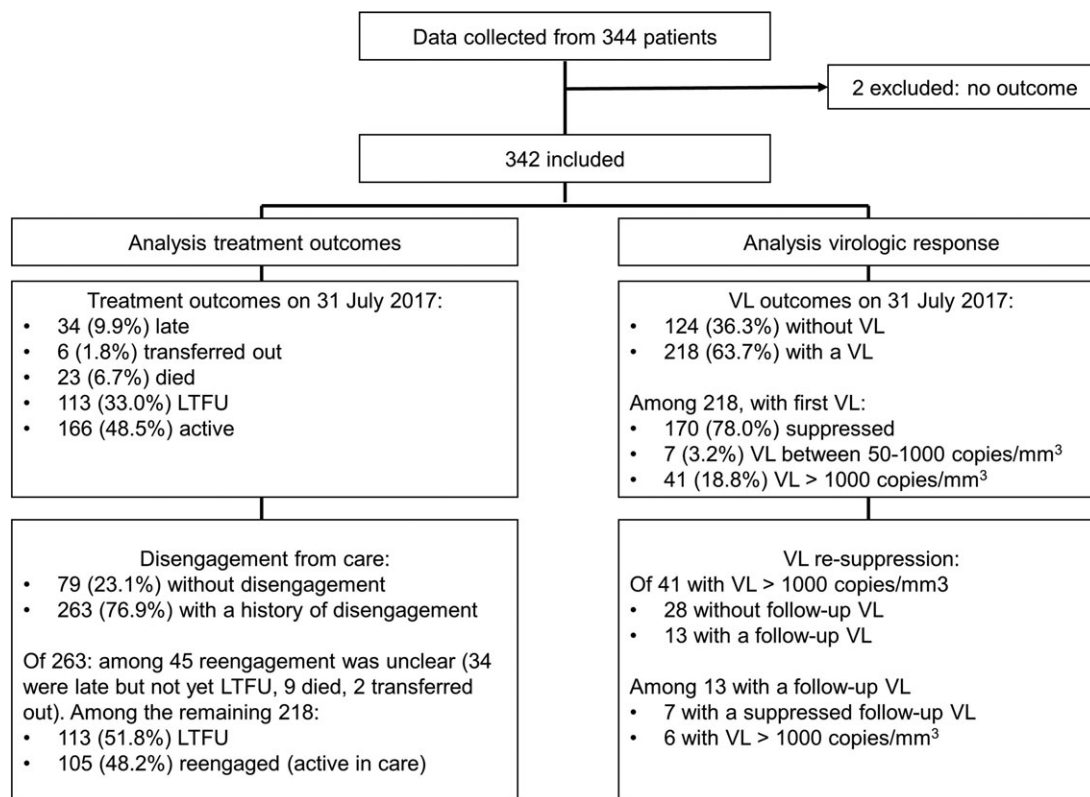 Data collected from 344 patients
2 excluded: no outcome
342 included
Analysis treatment outcomes
Treatment outcomes on 31 July 2017:
• 34 (9.9%) late
• 6 (1.8%) transferred out
• 23 (6.7%) died
• 113 (33.0%) LTFU
• 166 (48.5%) active
Disengagement from care:
• 79 (23.1%) without disengagement
• 263 (76.9%) with a history of disengagement
Of 263: among 45 reengagement was unclear (34
were late but not yet LTFU, 9 died, 2 transferred
out). Among the remaining 218:
• 113 (51.8%) LTFU
• 105 (48.2%) reengaged (active in care)
Analysis virologic response
VL outcomes on 31 July 2017:
• 124 (36.3%) without VL
• 218 (63.7%) with a VL
Among 218, with first VL:
• 170 (78.0%) suppressed
• 7 (3.2%) VL between 50-1000 copies/mm³
• 41 (18.8%) VL > 1000 copies/mm³
VL re-suppression:
Of 41 with VL > 1000 copies/mm3
• 28 without follow-up VL
• 13 with a follow-up VL
Among 13 with a follow-up VL
• 7 with a suppressed follow-up VL
• 6 with VL > 1000 copies/mm³